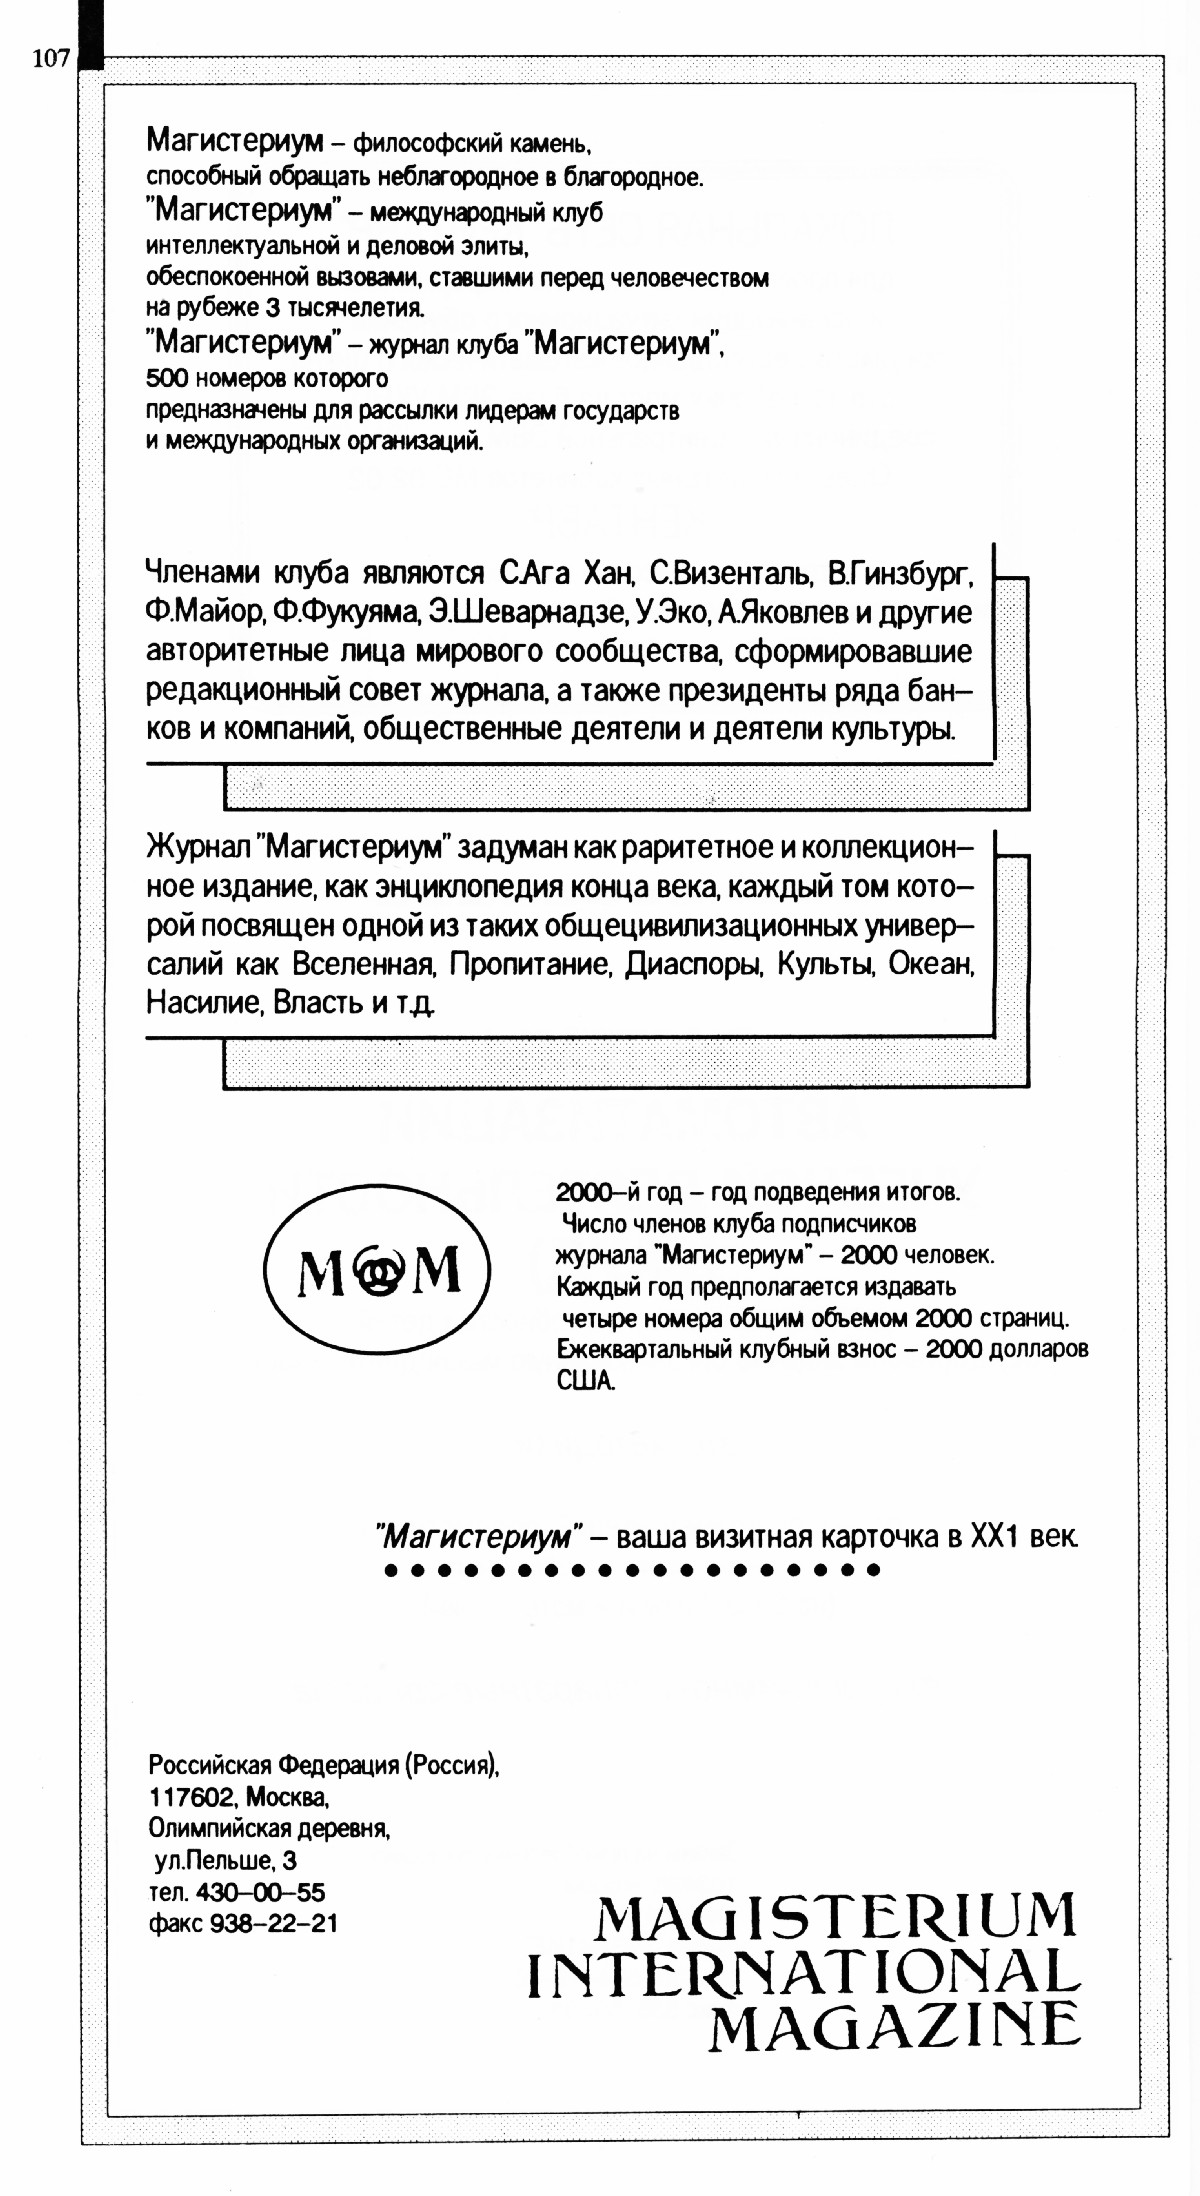 107
Магистериум – философский камень,
способный обращать неблагородное в благородное.
"Магистериум" – международный клуб
интеллектуальной и деловой элиты,
обеспокоенной вызовами, ставшими перед человечеством
на рубеже 3 тысячелетия.
"Магистериум" – журнал клуба "Магистериум",
500 номеров которого
предназначены для рассылки лидерам государств
и международных организаций.
Членами клуба являются С.Ага Хан, С.Визенталь, В.Гинзбург,
Ф.Майор, Ф.Фукуяма, Э.Шеварнадзе, У.Эко, А.Яковлев и другие
авторитетные лица мирового сообщества, сформировавшие
редакционный совет журнала, а также президенты ряда бан–
ков и компаний, общественные деятели и деятели культуры.
Журнал "Магистериум" задуман как раритетное и коллекцион–
ное издание, как энциклопедия конца века, каждый том кото–
рой посвящен одной из таких общецивилизационных универ–
салий как Вселенная, Пропитание, Диаспоры, Культы, Океан,
Насилие, Власть и т.д.
M M
2000–й год – год подведения итогов.
Число членов клуба подписчиков
журнала "Магистериум" – 2000 человек.
Каждый год предполагается издавать
четыре номера общим объемом 2000 страниц.
Ежеквартальный клубный взнос – 2000 долларов
США.
"Магистериум" – ваша визитная карточка в XX1 век.
Российская Федерация (Россия),
117602, Москва,
Олимпийская деревня,
ул.Пельше, 3
тел. 430–00–55
факс 938–22–21
MAGISTERIUM
INTERNATIONAL
MAGAZINE